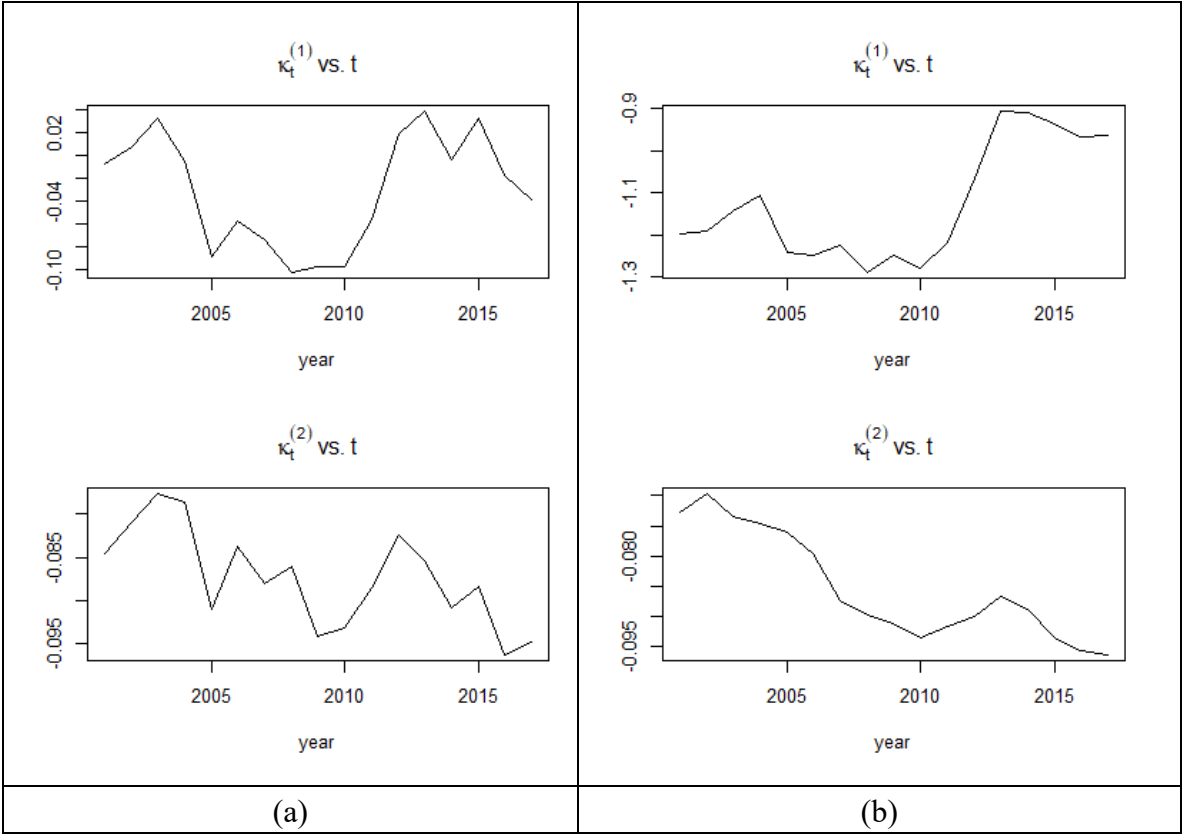 κt(1) vs. t
0.02
-0.04
-0.10
2005 2010 2015
year
κt(2) vs. t
-0.085
-0.095
2005 2010 2015
year
(a)
κt(1) vs. t
-0.9
-1.1
-1.3
2005 2010 2015
year
κt(2) vs. t
-0.080
-0.095
2005 2010 2015
year
(b)